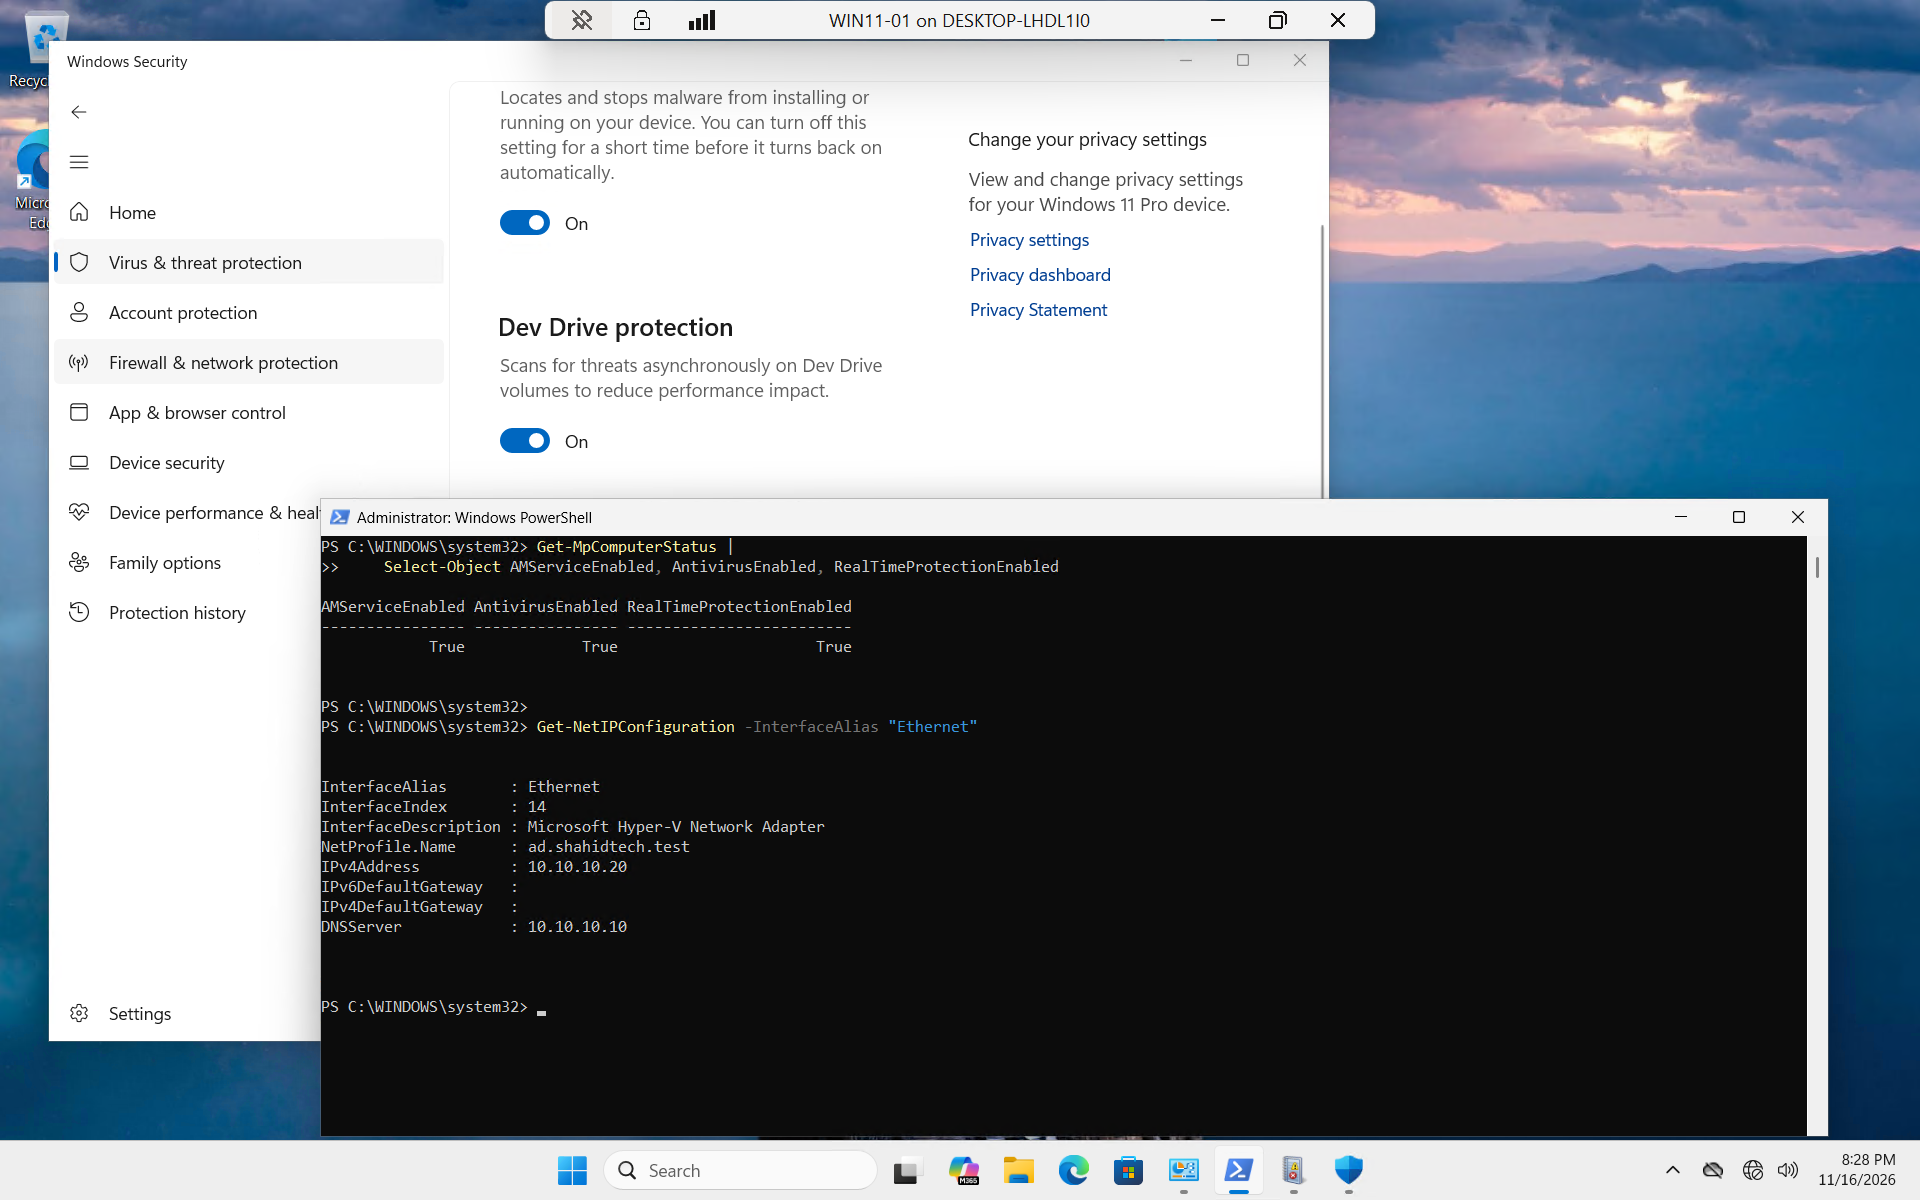 WIN11-01 on DESKTOP-LHDL1I0
Windows Security
Home
Virus & threat protection
Account protection
Firewall & network protection
App & browser control
Device security
Device performance & heal
Family options
Protection history
Settings
Locates and stops malware from installing or
running on your device. You can turn off this
setting for a short time before it turns back on
automatically.
On
Dev Drive protection
Scans for threats asynchronously on Dev Drive
volumes to reduce performance impact.
On
Change your privacy settings
View and change privacy settings
for your Windows 11 Pro device.
Privacy settings
Privacy dashboard
Privacy Statement
Recyc
Micro
Edg
Administrator: Windows PowerShell
PS C:\WINDOWS\system32> Get-MpComputerStatus |
>>     Select-Object AMServiceEnabled, AntivirusEnabled, RealTimeProtectionEnabled
AMServiceEnabled AntivirusEnabled RealTimeProtectionEnabled
---------------- ---------------- -------------------------
True             True                      True
PS C:\WINDOWS\system32>
PS C:\WINDOWS\system32> Get-NetIPConfiguration -InterfaceAlias "Ethernet"
InterfaceAlias       : Ethernet
InterfaceIndex       : 14
InterfaceDescription : Microsoft Hyper-V Network Adapter
NetProfile.Name      : ad.shahidtech.test
IPv4Address          : 10.10.10.20
IPv6DefaultGateway   :
IPv4DefaultGateway   :
DNSServer            : 10.10.10.10
PS C:\WINDOWS\system32>
Search
M365
8:28 PM
11/16/2026